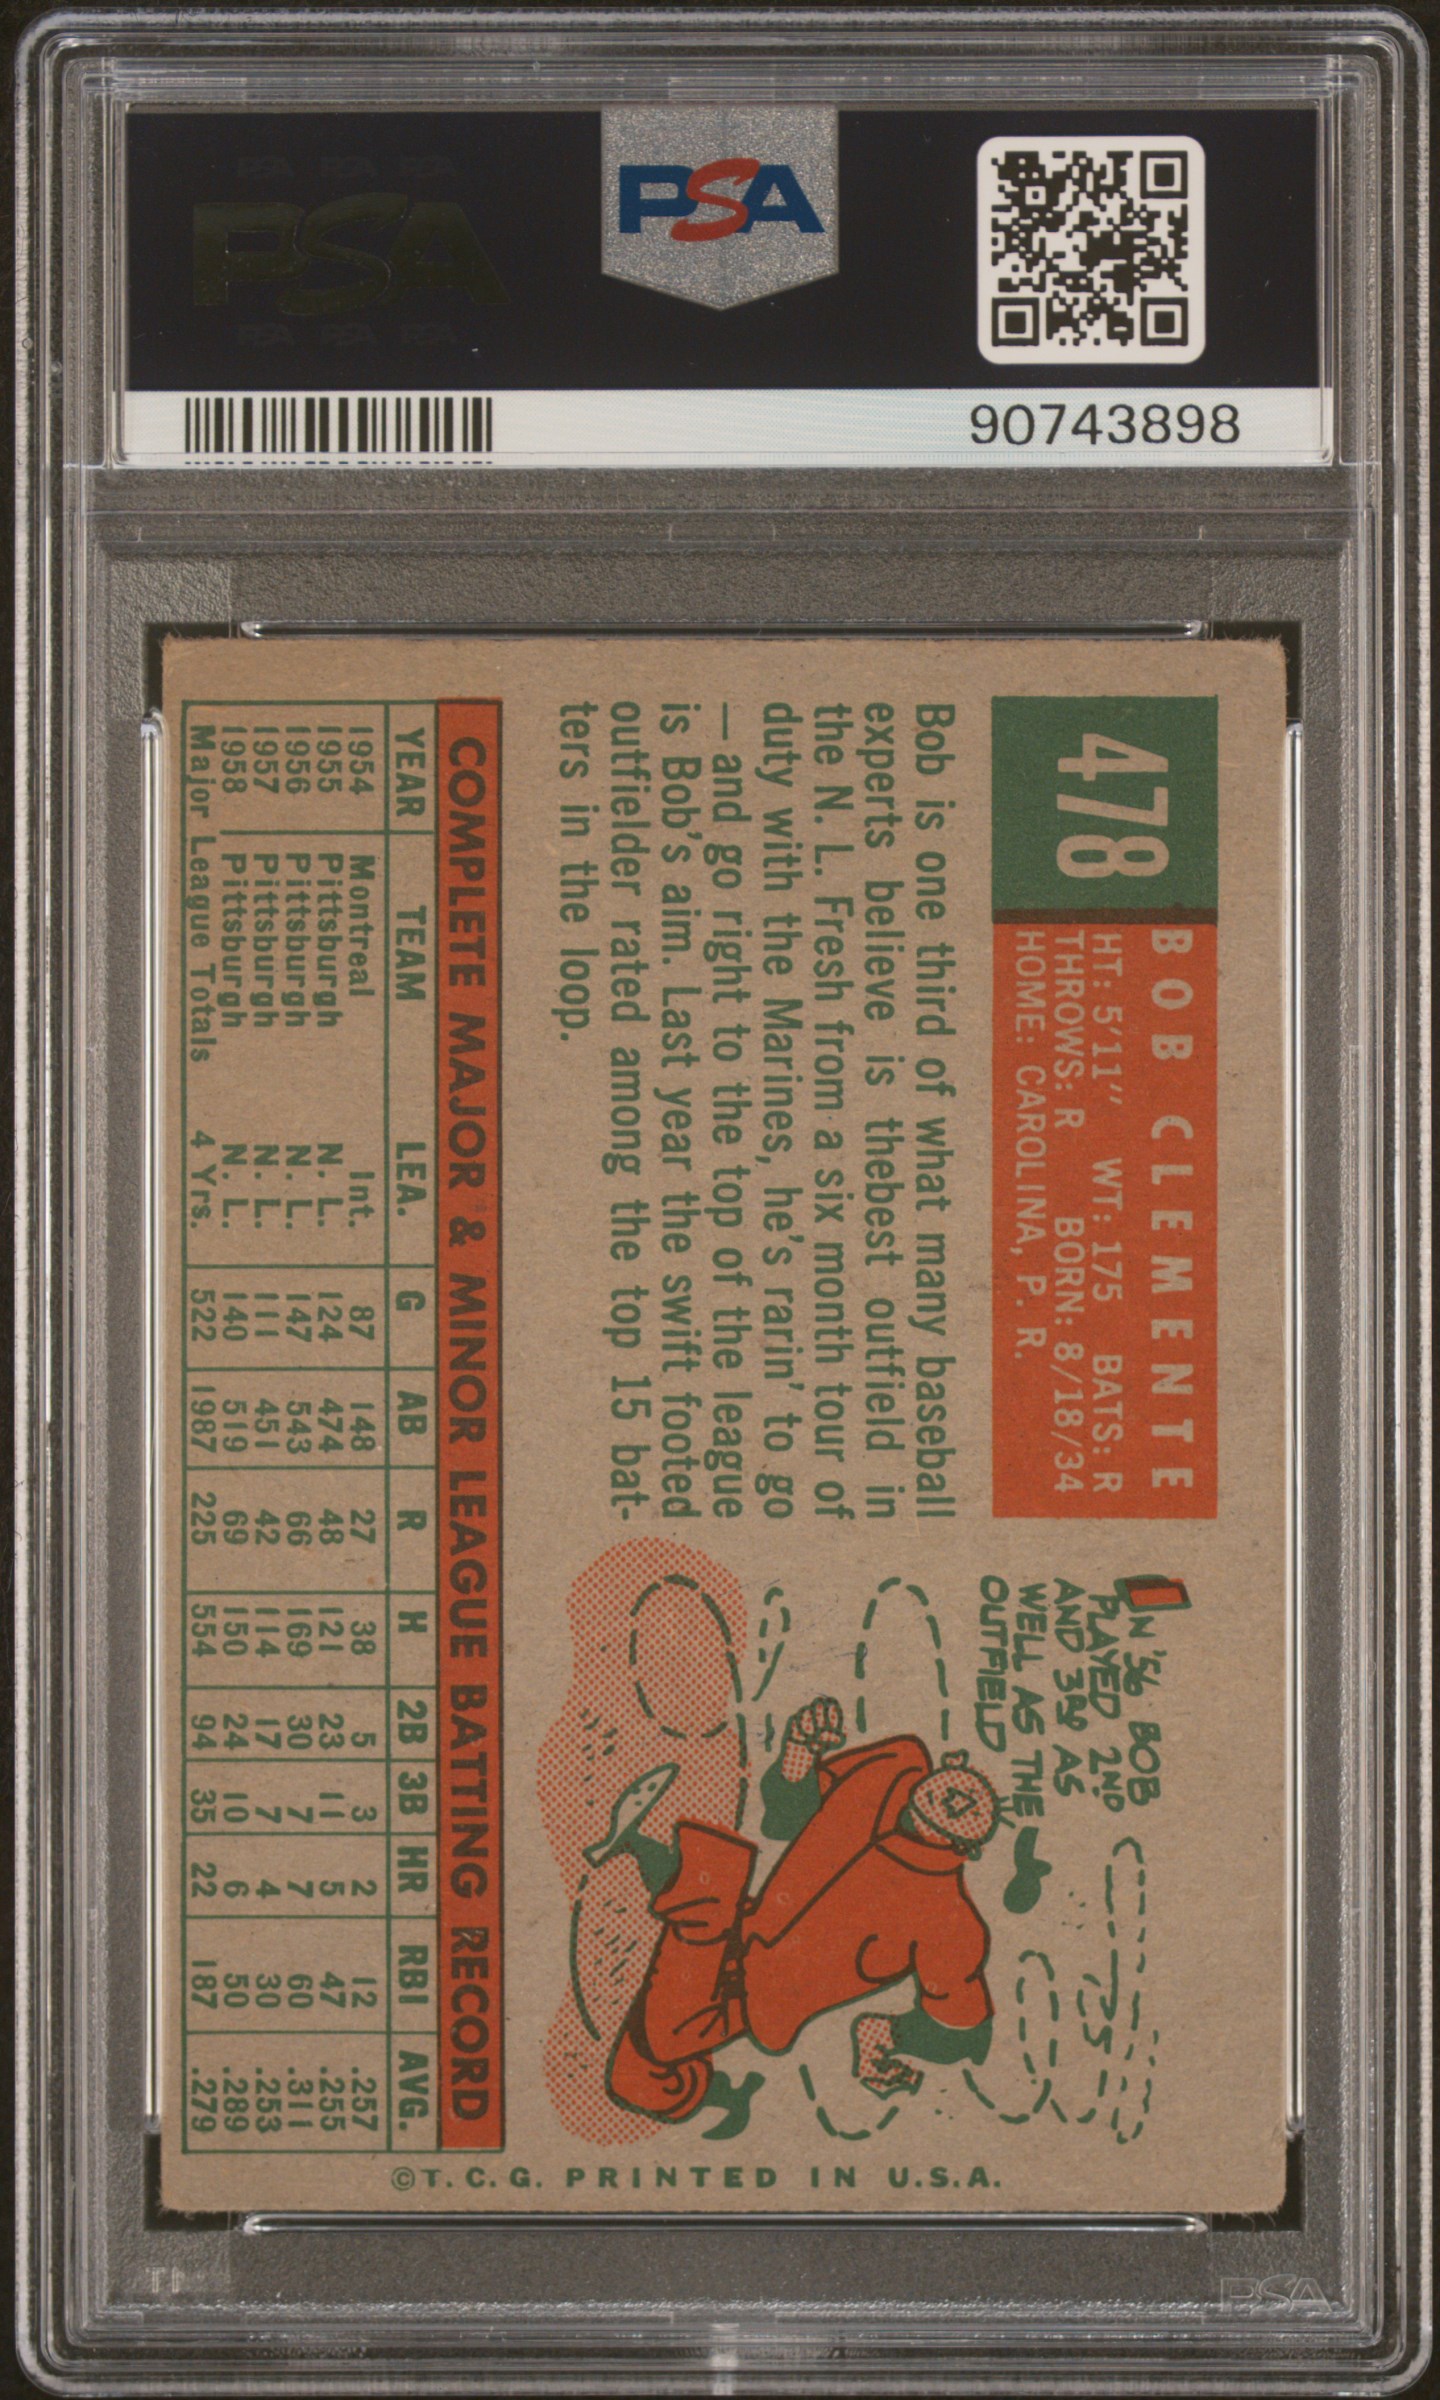 PSA
PSA PSA PSA
PSA
PSA PSA PSA
90743898
478
BOB CLEMENTE
HT: 5'11" WT: 175 BATS: R
THROWS: R BORN: 8/18/34
HOME: CAROLINA, P. R.
Bob is one third of what many baseball
experts believe is thebest outfield in
the N. L. Fresh from a six month tour of
duty with the Marines, he's rarin' to go
—and go right to the top of the league
is Bob's aim. Last year the swift footed
outfielder rated among the top 15 bat-
ters in the loop.
IN '56 BOB
PLAYED 2ND
AND 3RD AS
WELL AS THE
OUTFIELD
COMPLETE MAJOR & MINOR LEAGUE BATTING RECORD
YEAR TEAM LEA. G AB R H 2B 3B HR RBI AVG.
1954 Montreal Int. 87 148 27 38 5 3 2 12 .257
1955 Pittsburgh N. L. 124 474 48 121 23 11 5 47 .255
1956 Pittsburgh N. L. 147 543 66 169 30 7 7 60 .311
1957 Pittsburgh N. L. 111 451 42 114 17 7 4 30 .253
1958 Pittsburgh N. L. 140 519 69 150 24 10 6 50 .289
Major League Totals 4 Yrs. 522 1987 225 554 94 35 22 187 .279
©T. C. G. PRINTED IN U.S.A.
PSA